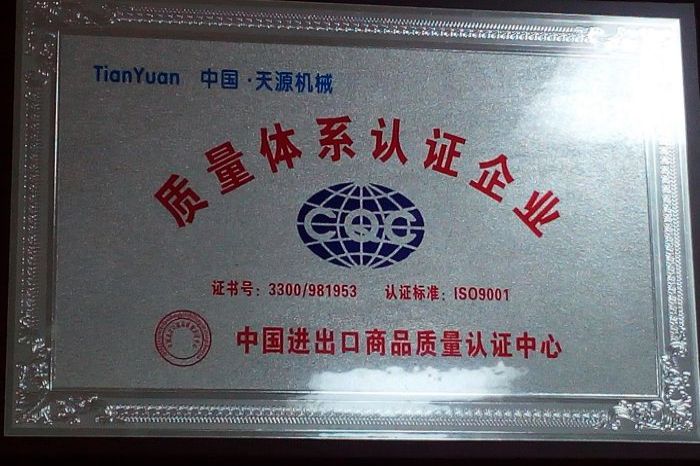 TianYuan 中国·天源机械
质量体系认证企业
CQC
证书号：3300/981953 认证标准：ISO9001
中国进出口商品质量认证中心